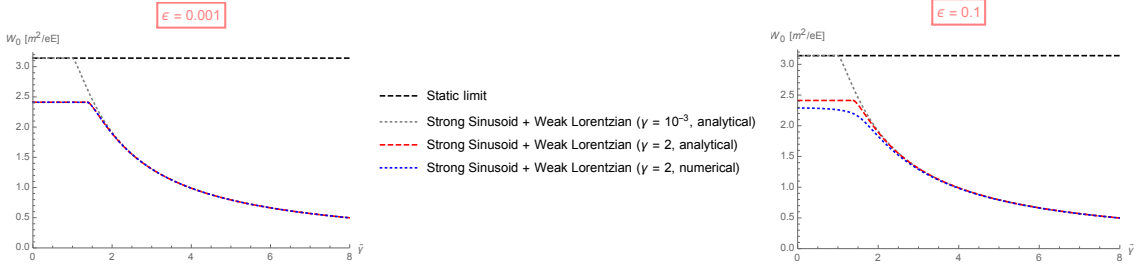 ϵ = 0.001
W₀ [m²/eE]
3.0
2.5
2.0
1.5
1.0
0.5
0.0
0 2 4 6 8 γ̃
Static limit
Strong Sinusoid + Weak Lorentzian (γ = 10⁻³, analytical)
Strong Sinusoid + Weak Lorentzian (γ = 2, analytical)
Strong Sinusoid + Weak Lorentzian (γ = 2, numerical)
ϵ = 0.1
W₀ [m²/eE]
3.0
2.5
2.0
1.5
1.0
0.5
0.0
0 2 4 6 8 γ̃